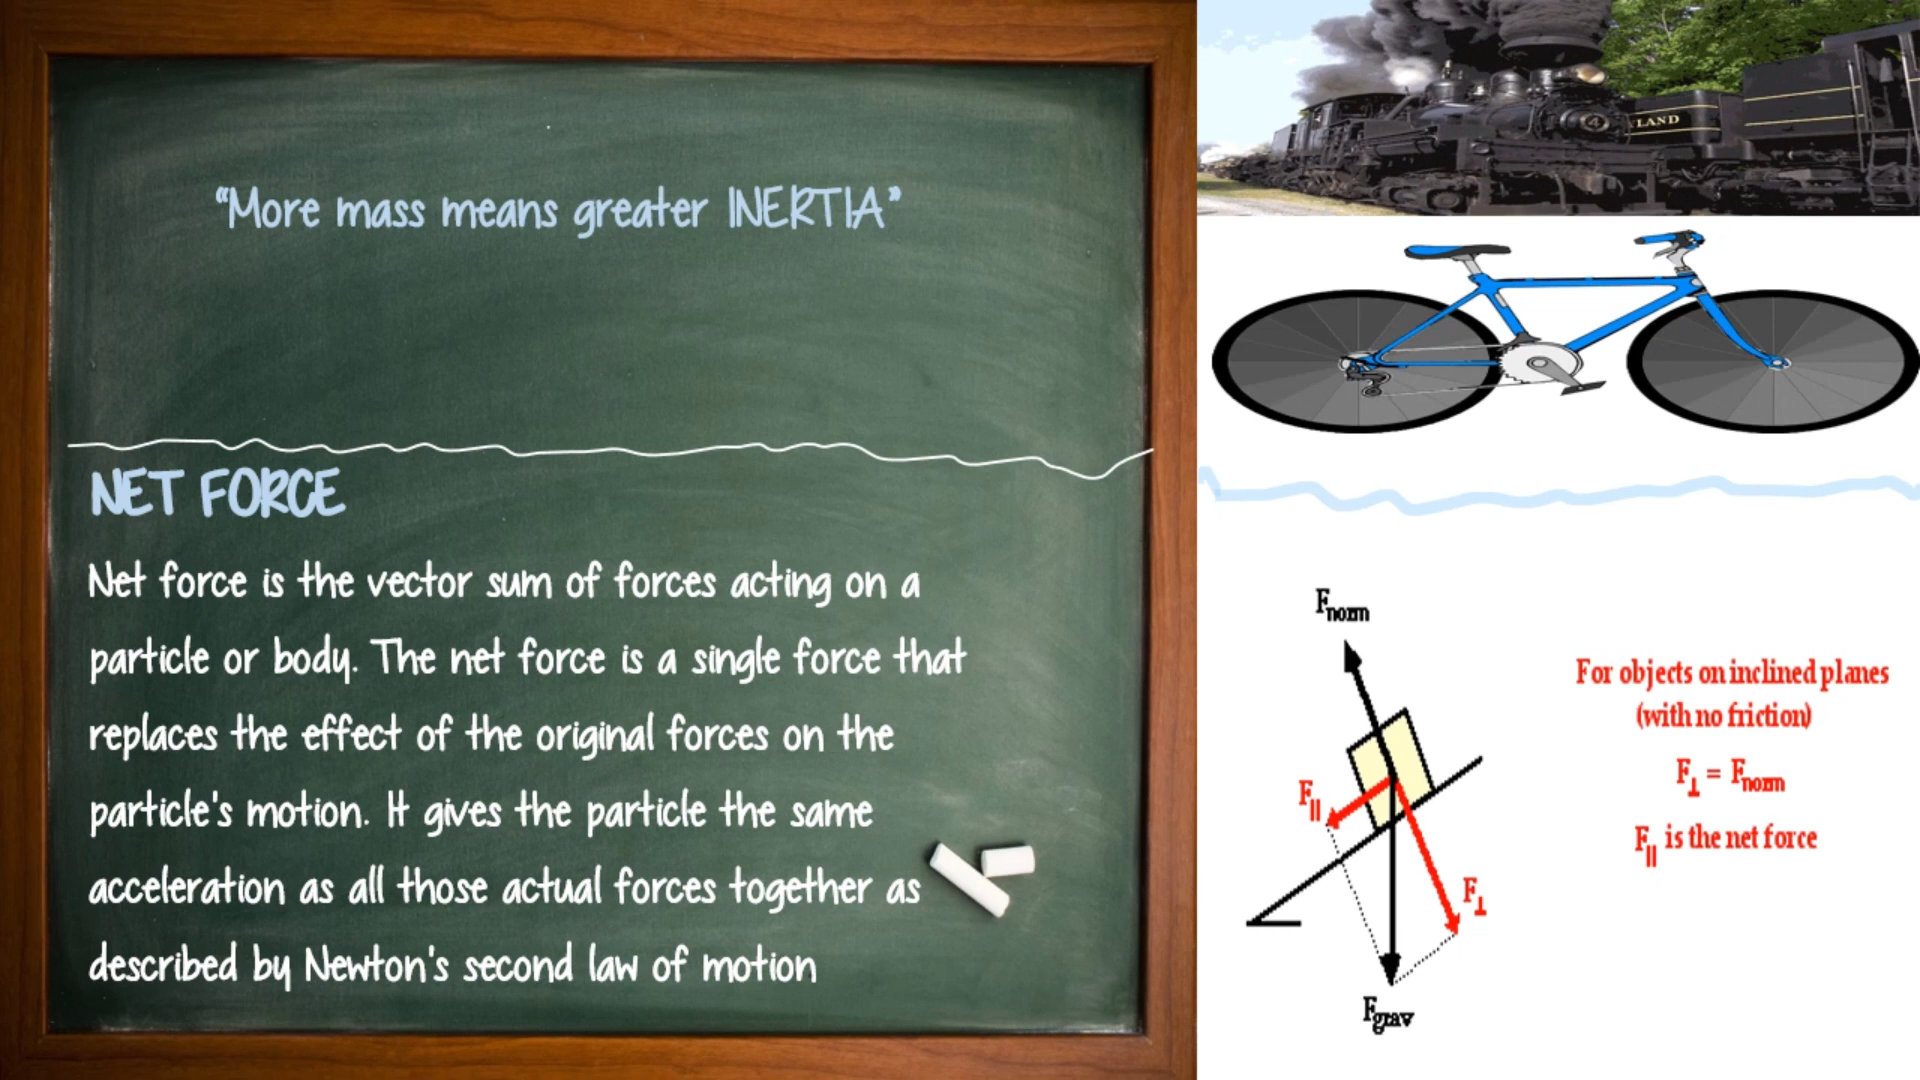 “More mass means greater INERTIA”
NET FORCE
Net force is the vector sum of forces acting on a
particle or body. The net force is a single force that
replaces the effect of the original forces on the
particle's motion. It gives the particle the same
acceleration as all those actual forces together as
described by Newton's second law of motion
4
LAND
Fnorm
F||
F⊥
Fgrav
For objects on inclined planes
(with no friction)
F⊥ = Fnorm
F|| is the net force